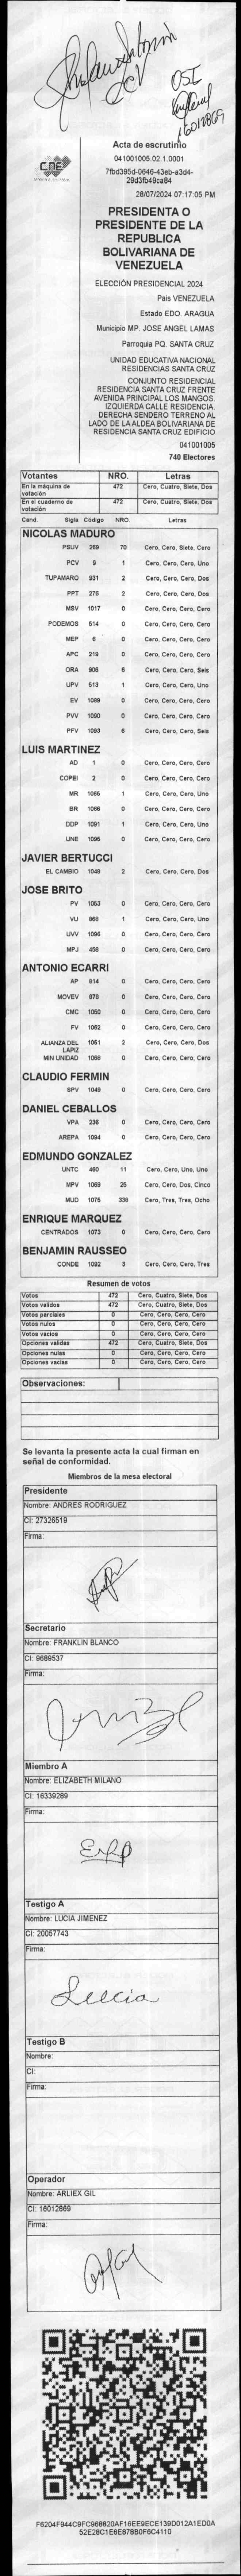 OSI
16012869
Acta de escrutinio
041001005.02.1.0001
7fbd395d-0646-43eb-a3d4-
29d3fb49ca84
28/07/2024 07:17:05 PM
CNE
PRESIDENTA O
PRESIDENTE DE LA
REPUBLICA
BOLIVARIANA DE
VENEZUELA
ELECCIÓN PRESIDENCIAL 2024
Pais VENEZUELA
Estado EDO. ARAGUA
Municipio MP. JOSE ANGEL LAMAS
Parroquia PQ. SANTA CRUZ
UNIDAD EDUCATIVA NACIONAL
RESIDENCIAS SANTA CRUZ
CONJUNTO RESIDENCIAL
RESIDENCIA SANTA CRUZ FRENTE
AVENIDA PRINCIPAL LOS MANGOS.
IZQUIERDA CALLE RESIDENCIA.
DERECHA SENDERO TERRENO AL
LADO DE LA ALDEA BOLIVARIANA DE
RESIDENCIA SANTA CRUZ EDIFICIO
041001005
740 Electores
Votantes NRO. Letras
En la máquina de votación 472 Cero, Cuatro, Siete, Dos
En el cuaderno de votación 472 Cero, Cuatro, Siete, Dos
Cand. Sigla Código NRO. Letras
NICOLAS MADURO
PSUV 269 70 Cero, Cero, Siete, Cero
PCV 9 1 Cero, Cero, Cero, Uno
TUPAMARO 931 2 Cero, Cero, Cero, Dos
PPT 276 2 Cero, Cero, Cero, Dos
MSV 1017 0 Cero, Cero, Cero, Cero
PODEMOS 514 0 Cero, Cero, Cero, Cero
MEP 6 0 Cero, Cero, Cero, Cero
APC 219 0 Cero, Cero, Cero, Cero
ORA 906 6 Cero, Cero, Cero, Seis
UPV 513 1 Cero, Cero, Cero, Uno
EV 1089 0 Cero, Cero, Cero, Cero
PVV 1090 0 Cero, Cero, Cero, Cero
PFV 1093 6 Cero, Cero, Cero, Seis
LUIS MARTINEZ
AD 1 0 Cero, Cero, Cero, Cero
COPEI 2 0 Cero, Cero, Cero, Cero
MR 1065 1 Cero, Cero, Cero, Uno
BR 1066 0 Cero, Cero, Cero, Cero
DDP 1091 1 Cero, Cero, Cero, Uno
UNE 1095 0 Cero, Cero, Cero, Cero
JAVIER BERTUCCI
EL CAMBIO 1048 2 Cero, Cero, Cero, Dos
JOSE BRITO
PV 1053 0 Cero, Cero, Cero, Cero
VU 868 1 Cero, Cero, Cero, Uno
UVV 1096 0 Cero, Cero, Cero, Cero
MPJ 456 0 Cero, Cero, Cero, Cero
ANTONIO ECARRI
AP 814 0 Cero, Cero, Cero, Cero
MOVEV 978 0 Cero, Cero, Cero, Cero
CMC 1050 0 Cero, Cero, Cero, Cero
FV 1062 0 Cero, Cero, Cero, Cero
ALIANZA DEL LAPIZ 1051 2 Cero, Cero, Cero, Dos
MIN UNIDAD 1068 0 Cero, Cero, Cero, Cero
CLAUDIO FERMIN
SPV 1049 0 Cero, Cero, Cero, Cero
DANIEL CEBALLOS
VPA 236 0 Cero, Cero, Cero, Cero
AREPA 1094 0 Cero, Cero, Cero, Cero
EDMUNDO GONZALEZ
UNTC 460 11 Cero, Cero, Uno, Uno
MPV 1069 25 Cero, Cero, Dos, Cinco
MUD 1075 338 Cero, Tres, Tres, Ocho
ENRIQUE MARQUEZ
CENTRADOS 1073 0 Cero, Cero, Cero, Cero
BENJAMIN RAUSSEO
CONDE 1092 3 Cero, Cero, Cero, Tres
Resumen de votos
Votos 472 Cero, Cuatro, Siete, Dos
Votos validos 472 Cero, Cuatro, Siete, Dos
Votos parciales 0 Cero, Cero, Cero, Cero
Votos nulos 0 Cero, Cero, Cero, Cero
Votos vacios 0 Cero, Cero, Cero, Cero
Opciones validas 472 Cero, Cuatro, Siete, Dos
Opciones nulas 0 Cero, Cero, Cero, Cero
Opciones vacias 0 Cero, Cero, Cero, Cero
Observaciones:
Se levanta la presente acta la cual firman en
señal de conformidad.
Miembros de la mesa electoral
Presidente
Nombre: ANDRES RODRIGUEZ
CI: 27326519
Firma:
Secretario
Nombre: FRANKLIN BLANCO
CI: 9689537
Firma:
Miembro A
Nombre: ELIZABETH MILANO
CI: 16339289
Firma:
Testigo A
Nombre: LUCIA JIMENEZ
CI: 20057743
Firma:
Lucia
Testigo B
Nombre:
CI:
Firma:
Operador
Nombre: ARLIEX GIL
CI: 16012869
Firma:
F6204F944C9FC968820AF16EE9ECE139D012A1ED0A
52E28C1E6E878B0F6C4110